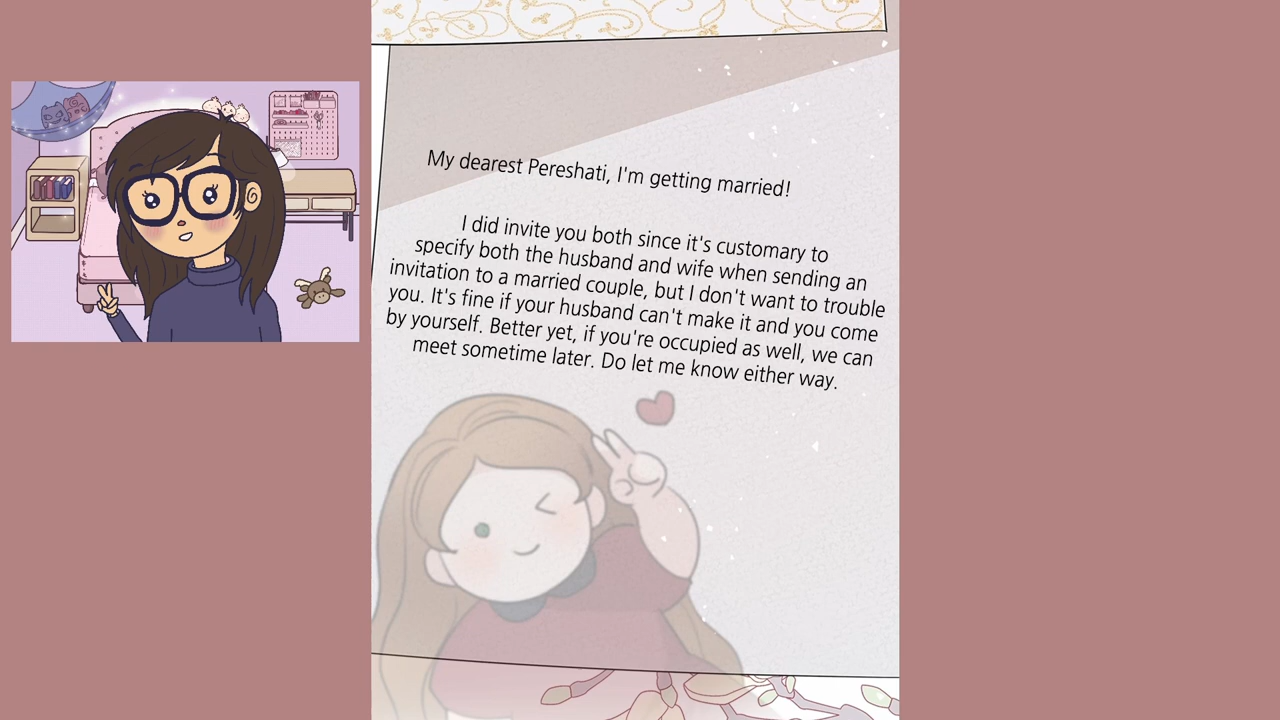 My dearest Pereshati, I'm getting married!
I did invite you both since it's customary to
specify both the husband and wife when sending an
invitation to a married couple, but I don't want to trouble
you. It's fine if your husband can't make it and you come
by yourself. Better yet, if you're occupied as well, we can
meet sometime later. Do let me know either way.